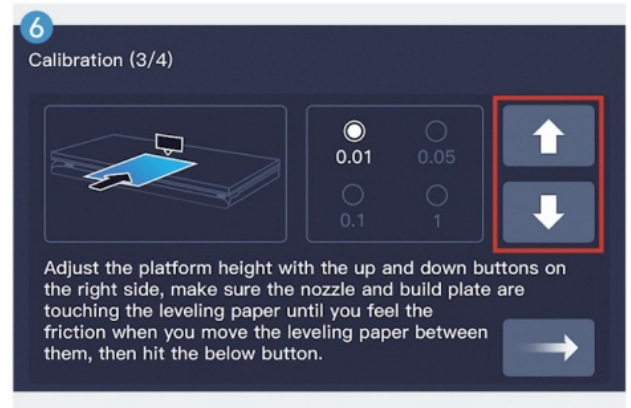 6
Calibration (3/4)
0.01 0.05
0.1 1
Adjust the platform height with the up and down buttons on
the right side, make sure the nozzle and build plate are
touching the leveling paper until you feel the
friction when you move the leveling paper between
them, then hit the below button.